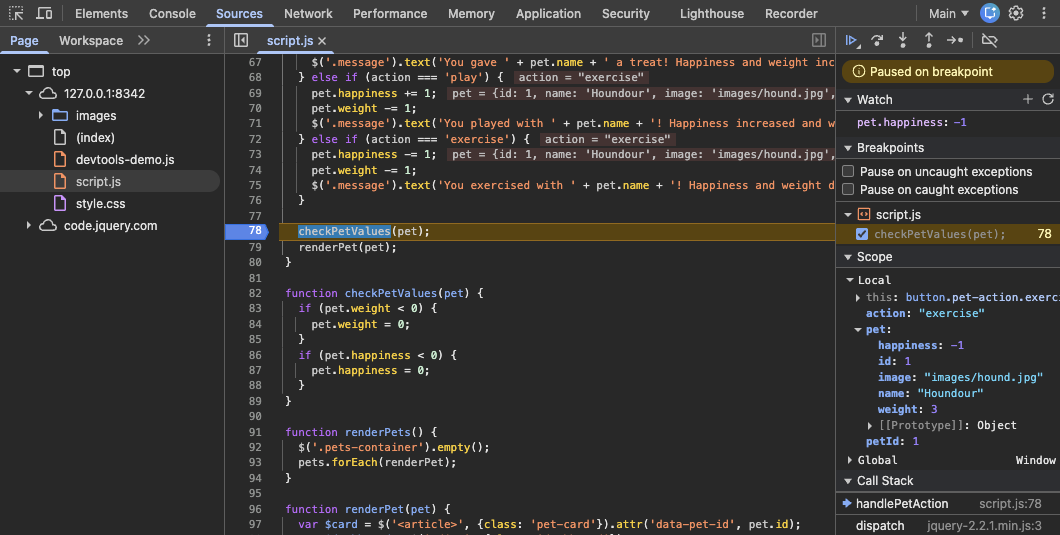 Elements Console Sources Network Performance Memory Application Security Lighthouse Recorder Main
Page Workspace
script.js
top
127.0.0.1:8342
images
(index)
devtools-demo.js
script.js
style.css
code.jquery.com
67 $('.message').text('You gave ' + pet.name + ' a treat! Happiness and weight inc
68 } else if (action === 'play') { action = "exercise"
69 pet.happiness += 1; pet = {id: 1, name: 'Houndour', image: 'images/hound.jpg',
70 pet.weight -= 1;
71 $('.message').text('You played with ' + pet.name + '! Happiness increased and w
72 } else if (action === 'exercise') { action = "exercise"
73 pet.happiness -= 1; pet = {id: 1, name: 'Houndour', image: 'images/hound.jpg',
74 pet.weight -= 1;
75 $('.message').text('You exercised with ' + pet.name + '! Happiness and weight d
76 }
77
78 checkPetValues(pet);
79 renderPet(pet);
80 }
81
82 function checkPetValues(pet) {
83 if (pet.weight < 0) {
84 pet.weight = 0;
85 }
86 if (pet.happiness < 0) {
87 pet.happiness = 0;
88 }
89 }
90
91 function renderPets() {
92 $('.pets-container').empty();
93 pets.forEach(renderPet);
94 }
95
96 function renderPet(pet) {
97 var $card = $('<article>', {class: 'pet-card'}).attr('data-pet-id', pet.id);
Paused on breakpoint
Watch
pet.happiness: -1
Breakpoints
Pause on uncaught exceptions
Pause on caught exceptions
script.js
checkPetValues(pet); 78
Scope
Local
this: button.pet-action.exerc
action: "exercise"
pet:
happiness: -1
id: 1
image: "images/hound.jpg"
name: "Houndour"
weight: 3
[[Prototype]]: Object
petId: 1
Global Window
Call Stack
handlePetAction script.js:78
dispatch jquery-2.2.1.min.js:3